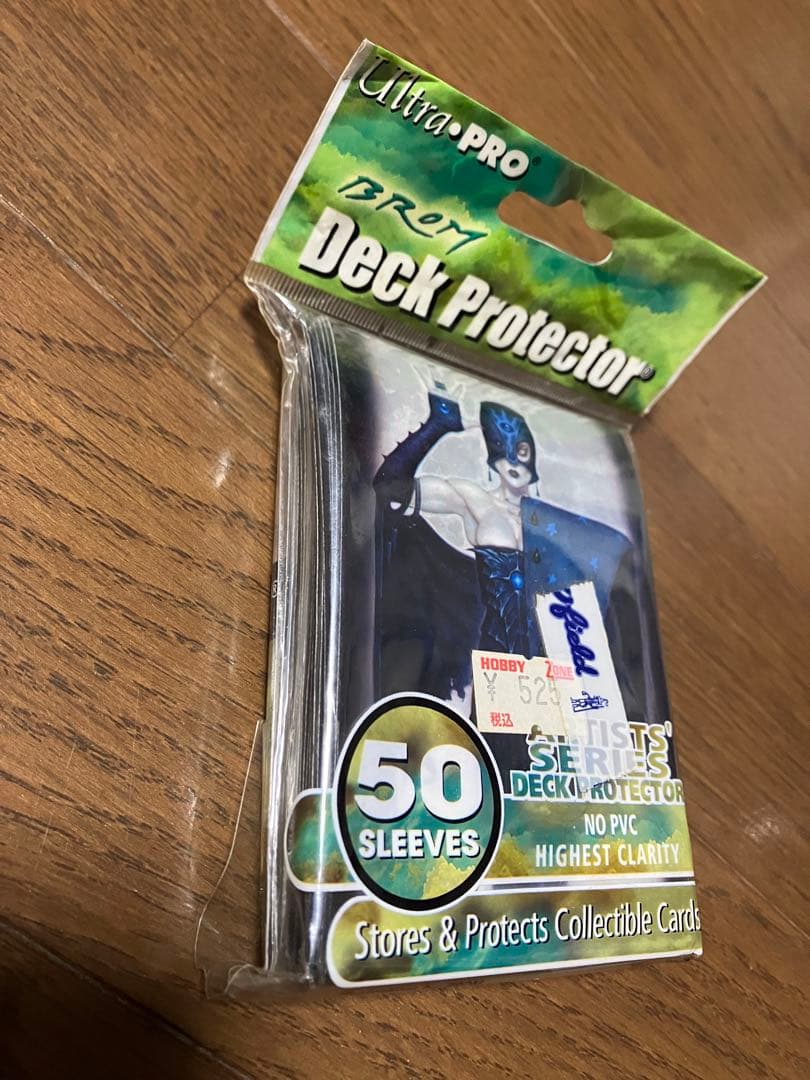 Ultra•PRO®
BROM
Deck Protector®
field
HOBBY ZONE
¥ 525
税込
50
SLEEVES
ARTISTS'
SERIES
DECK PROTECTOR
NO PVC
HIGHEST CLARITY
Stores & Protects Collectible Cards